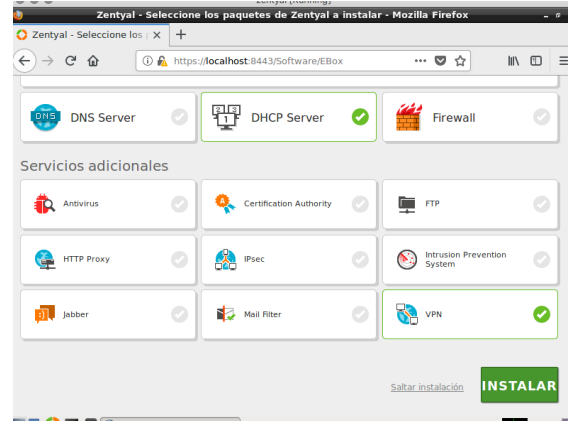 Zentyal - Seleccione los paquetes de Zentyal a instalar - Mozilla Firefox
Zentyal - Seleccione los
https://localhost:8443/Software/EBox
DNS
DNS Server
DHCP Server
Firewall
Servicios adicionales
Antivirus
Certification Authority
FTP
HTTP Proxy
IPsec
Intrusion Prevention
System
Jabber
Mail Filter
VPN
Saltar instalación
INSTALAR